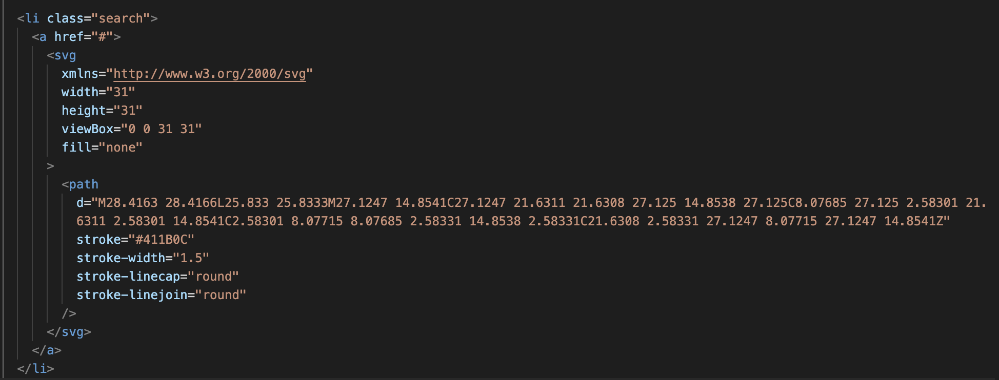 <li class="search">
<a href="#">
<svg
xmlns="http://www.w3.org/2000/svg"
width="31"
height="31"
viewBox="0 0 31 31"
fill="none"
>
<path
d="M28.4163 28.4166L25.833 25.8333M27.1247 14.8541C27.1247 21.6311 21.6308 27.125 14.8538 27.125C8.07685 27.125 2.58301 21.
6311 2.58301 14.8541C2.58301 8.07715 8.07685 2.58331 14.8538 2.58331C21.6308 2.58331 27.1247 8.07715 27.1247 14.8541Z"
stroke="#411B0C"
stroke-width="1.5"
stroke-linecap="round"
stroke-linejoin="round"
/>
</svg>
</a>
</li>